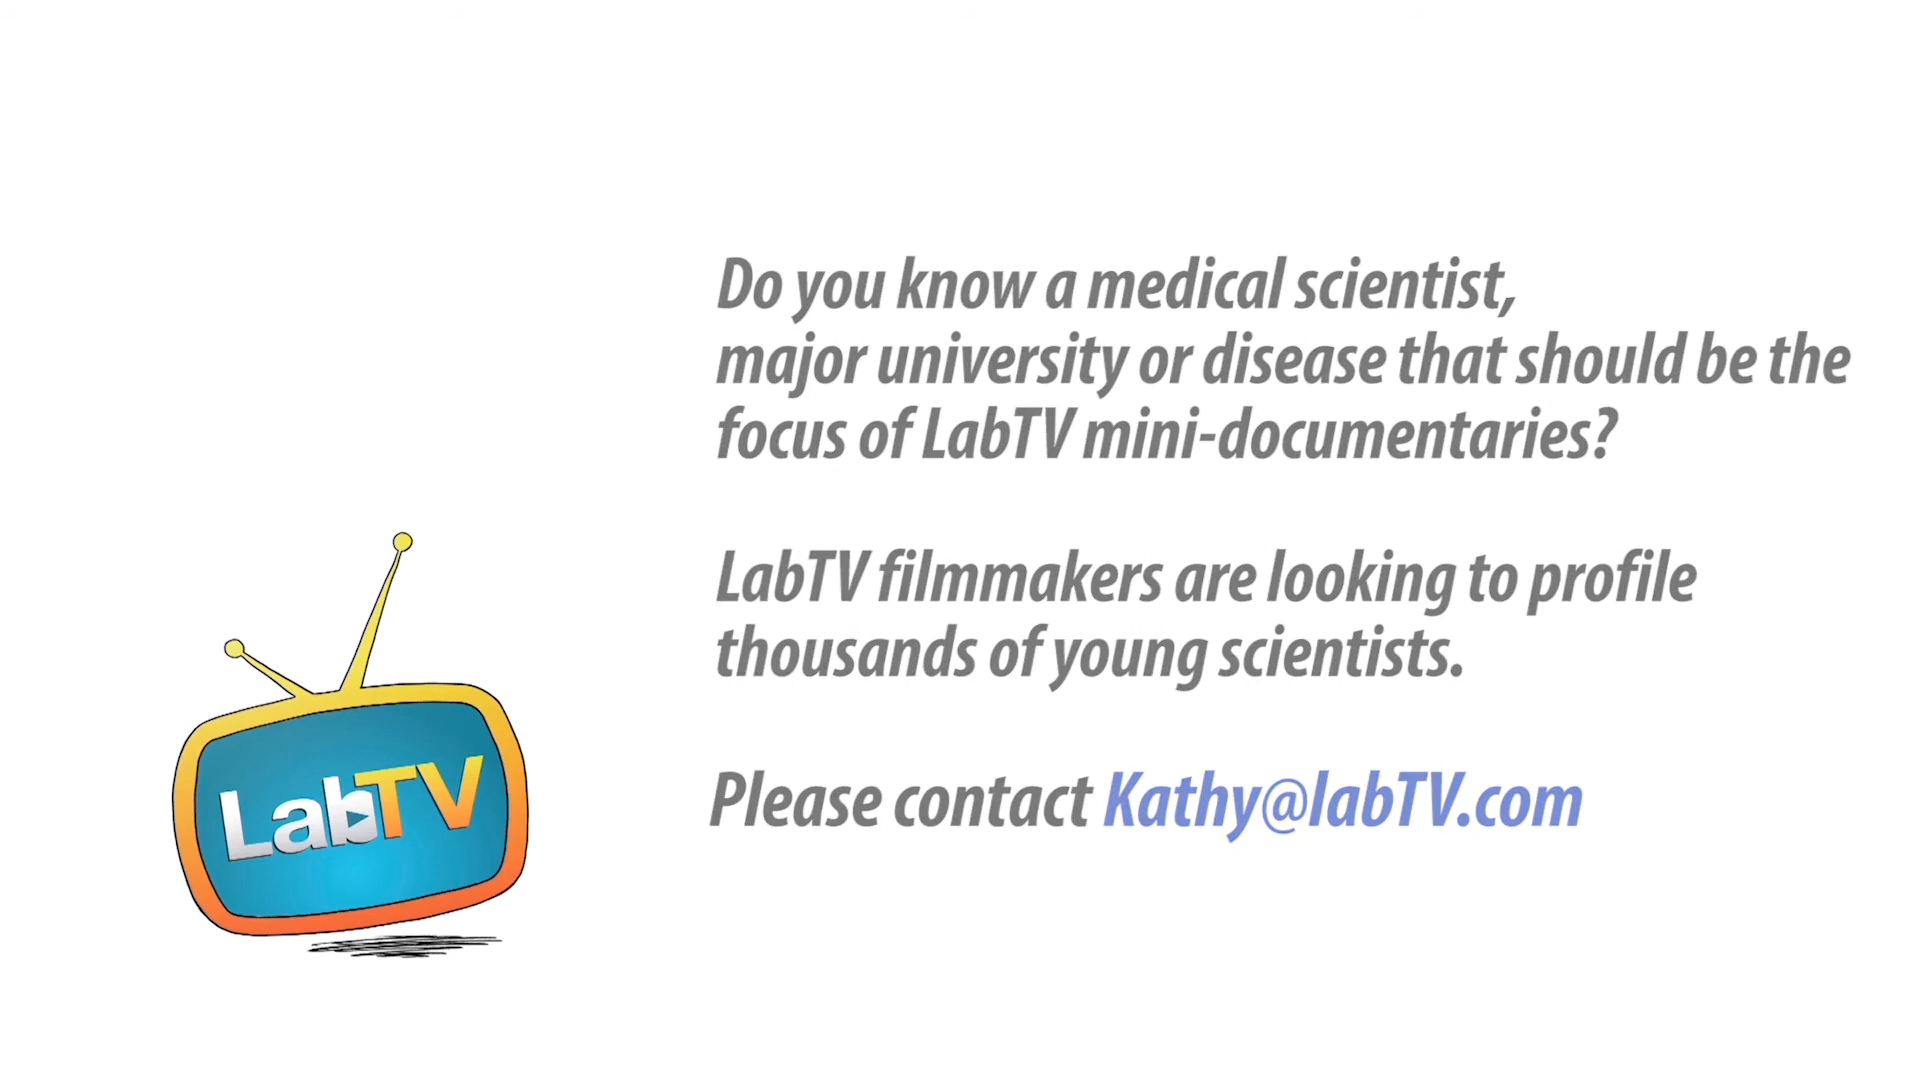 Do you know a medical scientist,
major university or disease that should be the
focus of LabTV mini-documentaries?
LabTV filmmakers are looking to profile
thousands of young scientists.
LabTV
Please contact Kathy@labTV.com